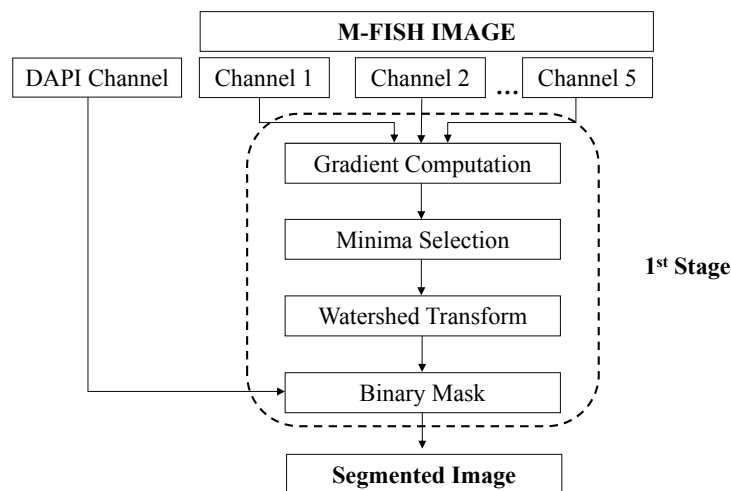 M-FISH IMAGE
DAPI Channel
Channel 1
Channel 2
...
Channel 5
Gradient Computation
Minima Selection
1st Stage
Watershed Transform
Binary Mask
Segmented Image